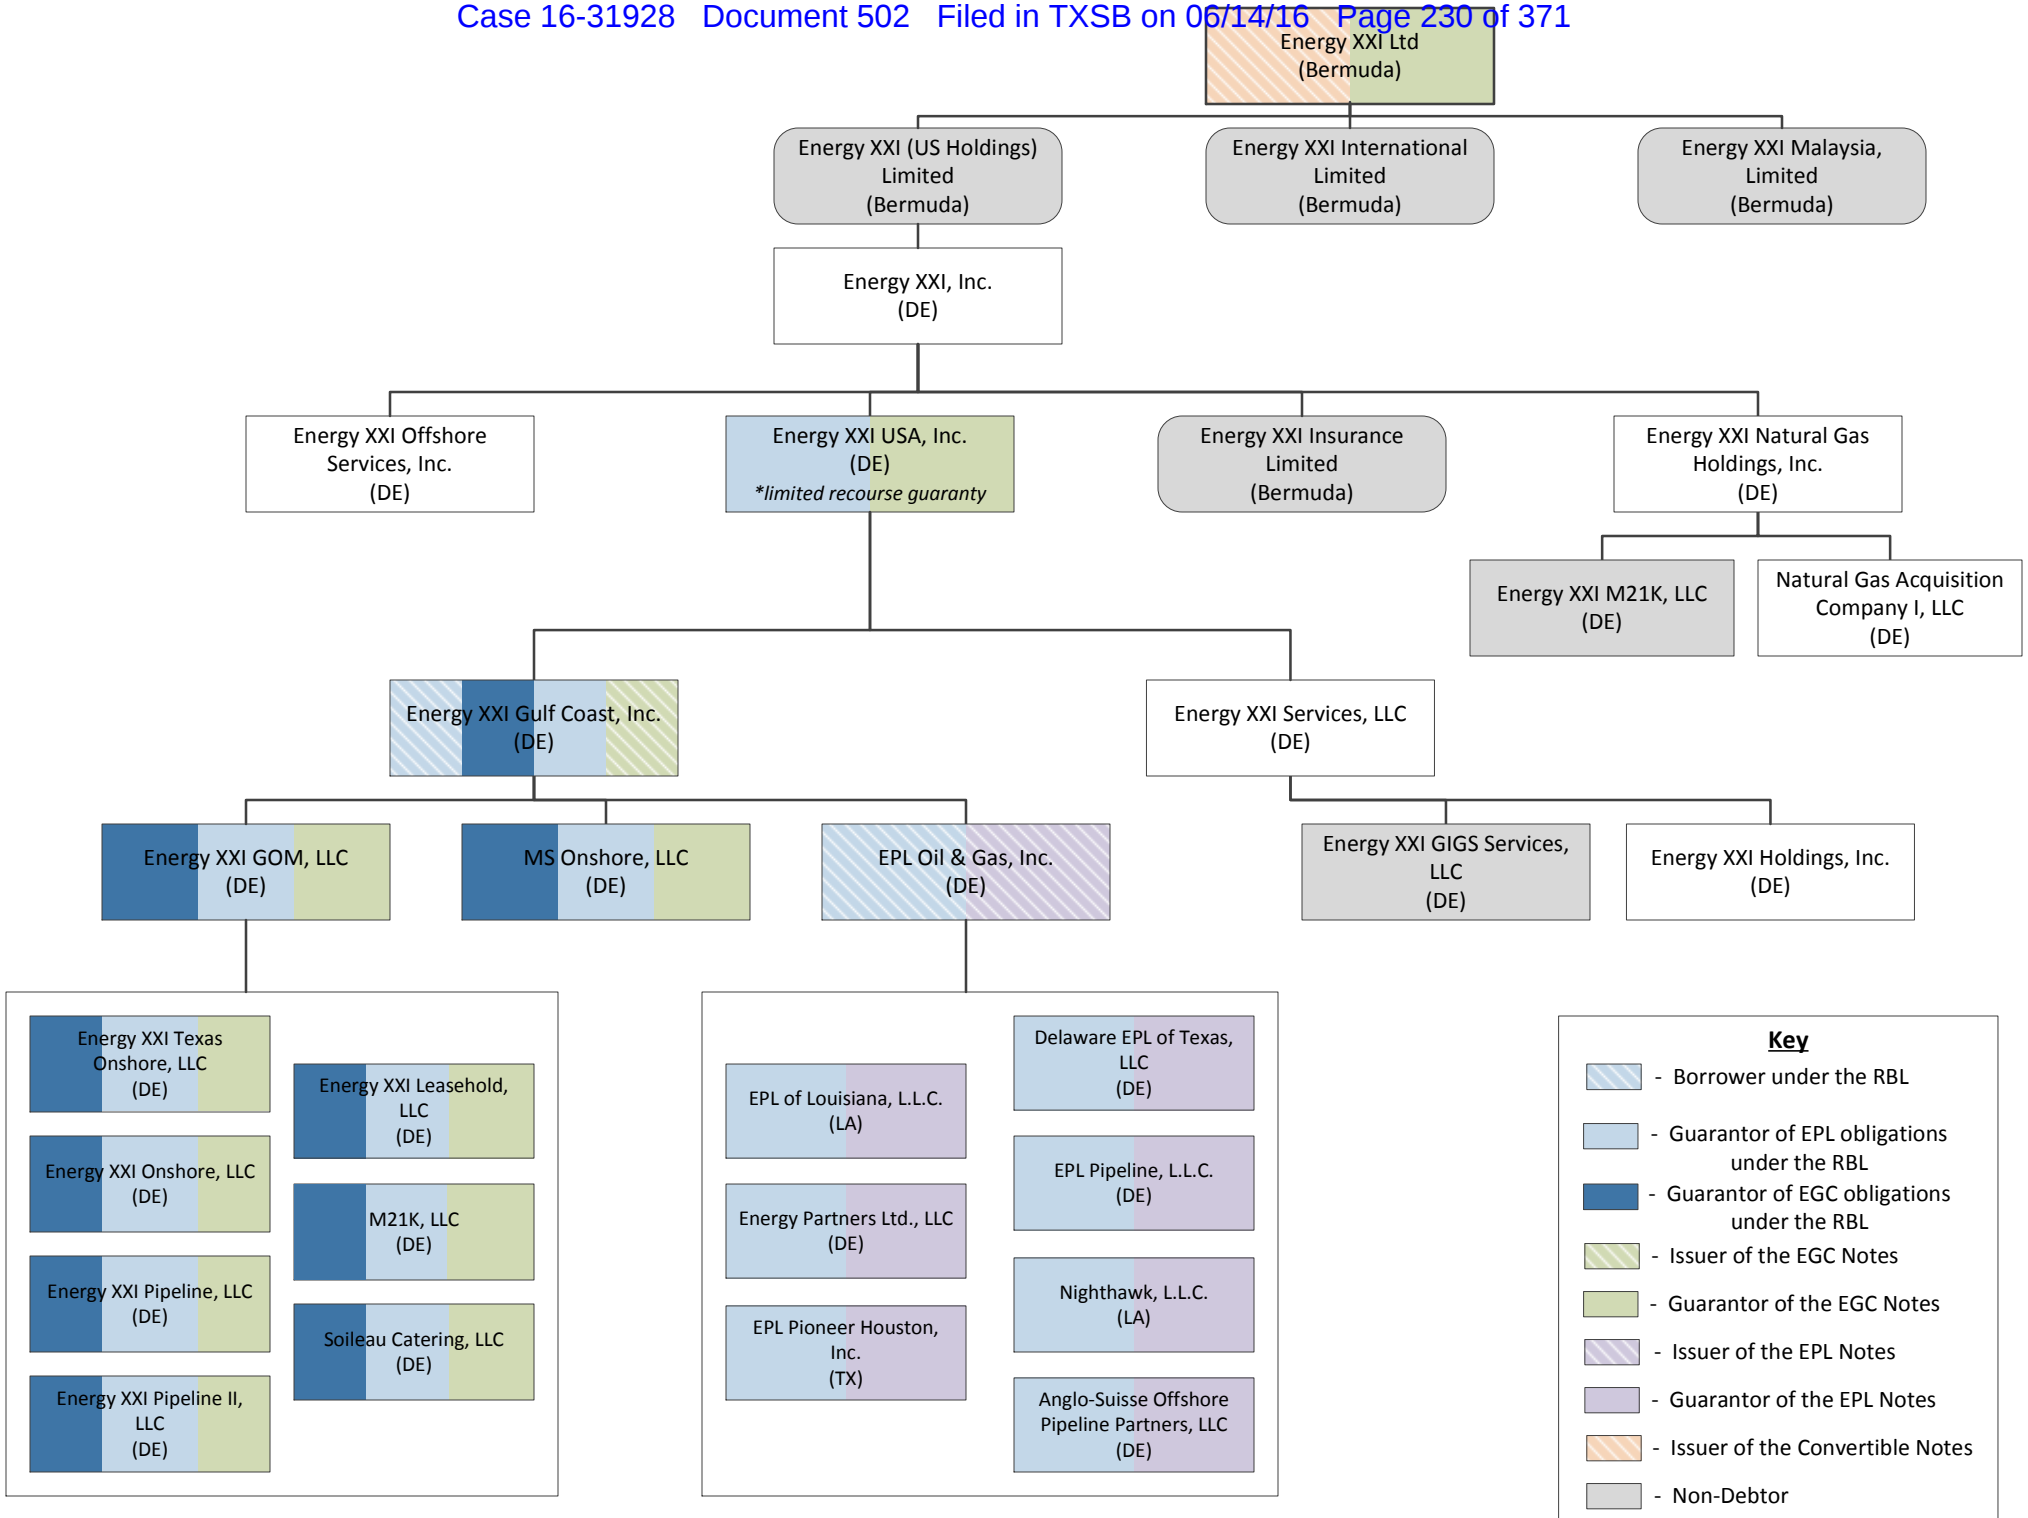 Case 16-31928 Document 502 Filed in TXSB on 06/14/16 Page 230 of 371
Energy XXI Ltd
(Bermuda)
Energy XXI (US Holdings)
Limited
(Bermuda)
Energy XXI International
Limited
(Bermuda)
Energy XXI Malaysia,
Limited
(Bermuda)
Energy XXI, Inc.
(DE)
Energy XXI Offshore
Services, Inc.
(DE)
Energy XXI USA, Inc.
(DE)
*limited recourse guaranty
Energy XXI Insurance
Limited
(Bermuda)
Energy XXI Natural Gas
Holdings, Inc.
(DE)
Energy XXI M21K, LLC
(DE)
Natural Gas Acquisition
Company I, LLC
(DE)
Energy XXI Gulf Coast, Inc.
(DE)
Energy XXI Services, LLC
(DE)
Energy XXI GOM, LLC
(DE)
MS Onshore, LLC
(DE)
EPL Oil & Gas, Inc.
(DE)
Energy XXI GIGS Services,
LLC
(DE)
Energy XXI Holdings, Inc.
(DE)
Energy XXI Texas
Onshore, LLC
(DE)
Energy XXI Onshore, LLC
(DE)
Energy XXI Pipeline, LLC
(DE)
Energy XXI Pipeline II,
LLC
(DE)
Energy XXI Leasehold,
LLC
(DE)
M21K, LLC
(DE)
Soileau Catering, LLC
(DE)
EPL of Louisiana, L.L.C.
(LA)
Energy Partners Ltd., LLC
(DE)
EPL Pioneer Houston,
Inc.
(TX)
Delaware EPL of Texas,
LLC
(DE)
EPL Pipeline, L.L.C.
(DE)
Nighthawk, L.L.C.
(LA)
Anglo-Suisse Offshore
Pipeline Partners, LLC
(DE)
Key
- Borrower under the RBL
- Guarantor of EPL obligations
under the RBL
- Guarantor of EGC obligations
under the RBL
- Issuer of the EGC Notes
- Guarantor of the EGC Notes
- Issuer of the EPL Notes
- Guarantor of the EPL Notes
- Issuer of the Convertible Notes
- Non-Debtor